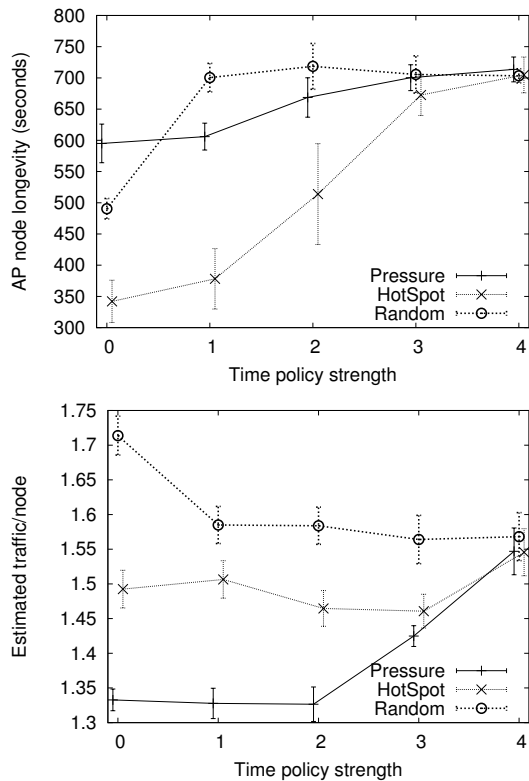 800
750
700
650
600
550
500
450
400
350
300
AP node longevity (seconds)
Pressure
HotSpot
Random
0 1 2 3 4
Time policy strength
1.75
1.7
1.65
1.6
1.55
1.5
1.45
1.4
1.35
1.3
Estimated traffic/node
Pressure
HotSpot
Random
0 1 2 3 4
Time policy strength